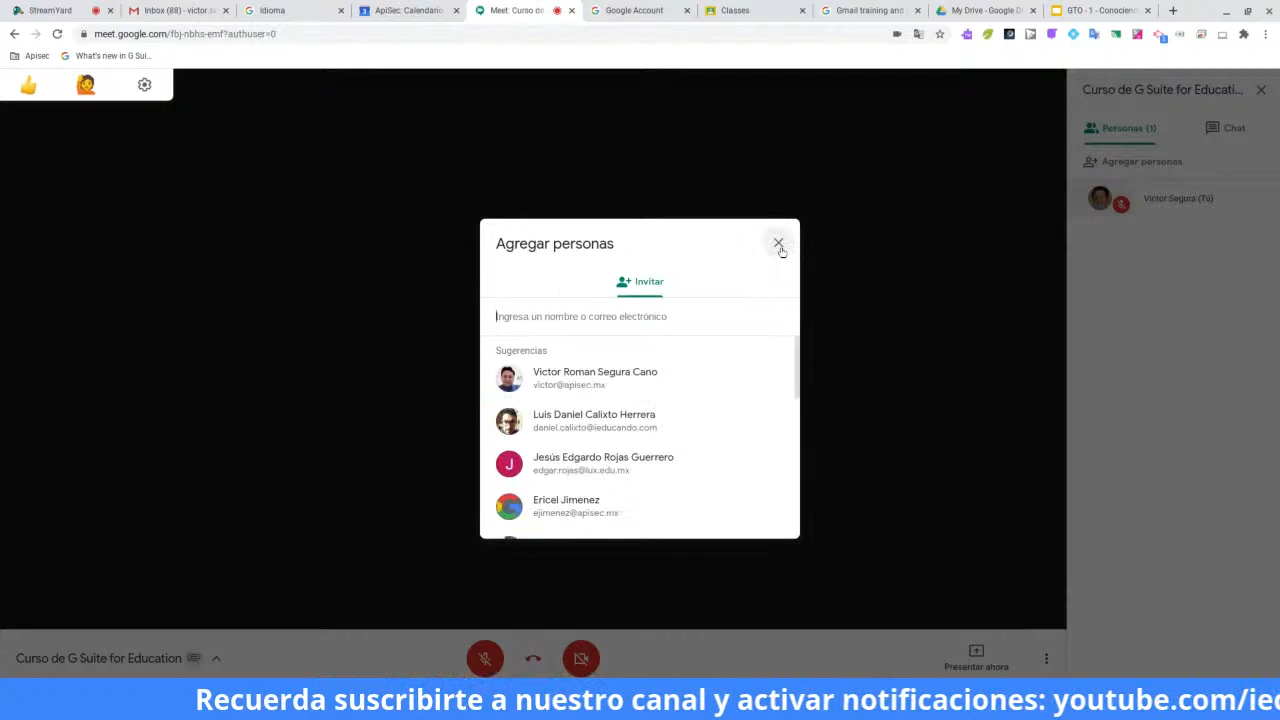 StreamYard
Inbox (88) - victor.s
Idioma
ApiSec, Calendario
Meet: Curso de
Google Account
Classes
Gmail training and
My Drive - Google D
GTO - 1 - Conocien
meet.google.com/fbj-nbhs-emf?authuser=0
Apisec
What's new in G Sui...
Curso de G Suite for Educati...
Personas (1)
Chat
Agregar personas
Victor Segura (Tú)
Agregar personas
Invitar
Ingresa un nombre o correo electrónico
Sugerencias
Victor Roman Segura Cano
victor@apisec.mx
Luis Daniel Calixto Herrera
daniel.calixto@ieducando.com
J
Jesús Edgardo Rojas Guerrero
edgar.rojas@lux.edu.mx
Ericel Jimenez
ejimenez@apisec.mx
Curso de G Suite for Education
Presentar ahora
Recuerda suscribirte a nuestro canal y activar notificaciones: youtube.com/ie